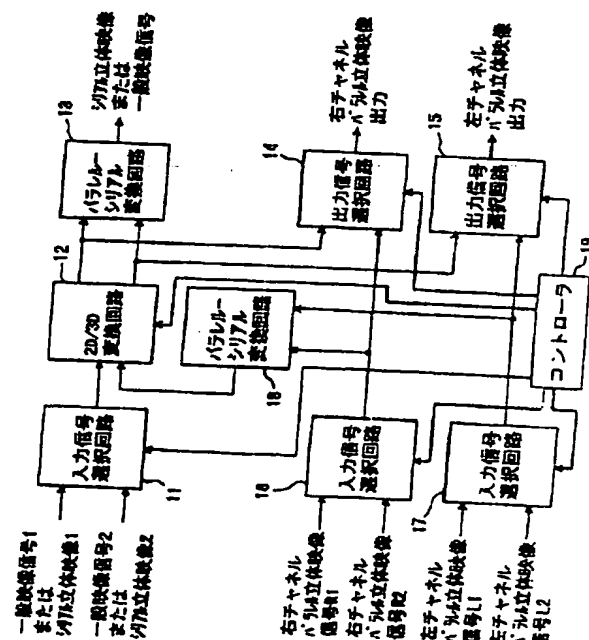 一般映像信号1
または
シリアル立体映像1
一般映像信号2
または
シリアル立体映像2
入力信号
選択回路
11
2D/3D
変換回路
12
パラレルー
シリアル
変換回路
13
シリアル立体映像
または
一般映像信号
パラレルー
シリアル
変換回路
18
右チャネル
パラレル立体映像
信号R1
右チャネル
パラレル立体映像
信号R2
入力信号
選択回路
16
出力信号
選択回路
14
右チャネル
パラレル立体映像
出力
左チャネル
パラレル立体映像
信号L1
左チャネル
パラレル立体映像
信号L2
入力信号
選択回路
17
出力信号
選択回路
15
左チャネル
パラレル立体映像
出力
コントローラ
19